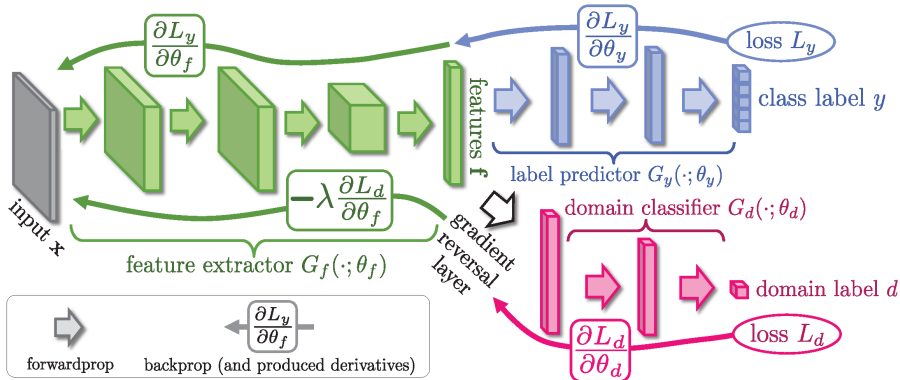 ∂L_y/∂θ_f
∂L_y/∂θ_y
loss L_y
features f
class label y
label predictor G_y(·; θ_y)
−λ ∂L_d/∂θ_f
input x
feature extractor G_f(·; θ_f)
gradient
reversal
layer
domain classifier G_d(·; θ_d)
domain label d
∂L_d/∂θ_d
loss L_d
∂L_y/∂θ_f
forwardprop
backprop (and produced derivatives)